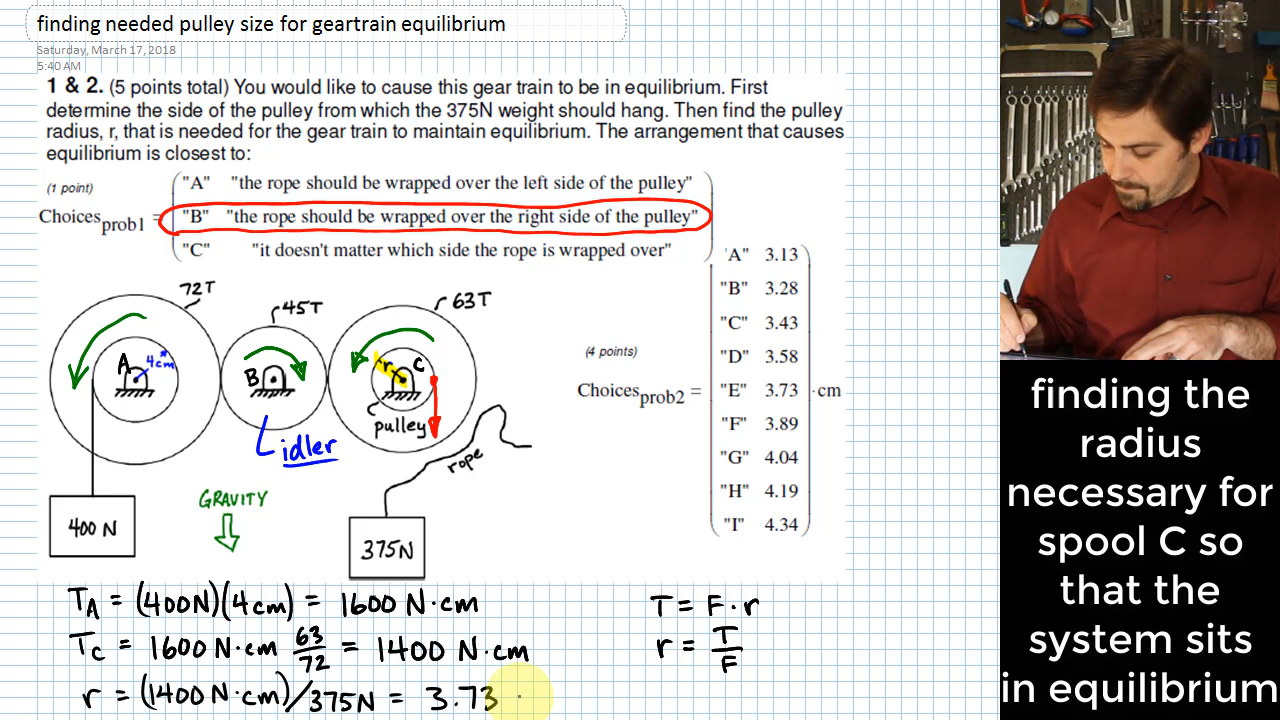 finding needed pulley size for geartrain equilibrium
Saturday, March 17, 2018
5:40 AM
1 & 2. (5 points total) You would like to cause this gear train to be in equilibrium. First
determine the side of the pulley from which the 375N weight should hang. Then find the pulley
radius, r, that is needed for the gear train to maintain equilibrium. The arrangement that causes
equilibrium is closest to:
(1 point)
Choices prob1 =
"A" "the rope should be wrapped over the left side of the pulley"
"B" "the rope should be wrapped over the right side of the pulley"
"C" "it doesn't matter which side the rope is wrapped over"
(4 points)
Choices prob2 =
'A" 3.13
"B" 3.28
"C" 3.43
"D" 3.58
"E" 3.73
"F" 3.89
"G" 4.04
"H" 4.19
"I" 4.34
·cm
72T
45T
63T
A
4cm
B
r
C
pulley
idler
rope
GRAVITY
400 N
375N
TA = (400N)(4cm) = 1600 N·cm
Tc = 1600 N·cm 63/72 = 1400 N·cm
r = (1400 N·cm)/375N = 3.73
T = F·r
r = T/F
finding the
radius
necessary for
spool C so
that the
system sits
in equilibrium